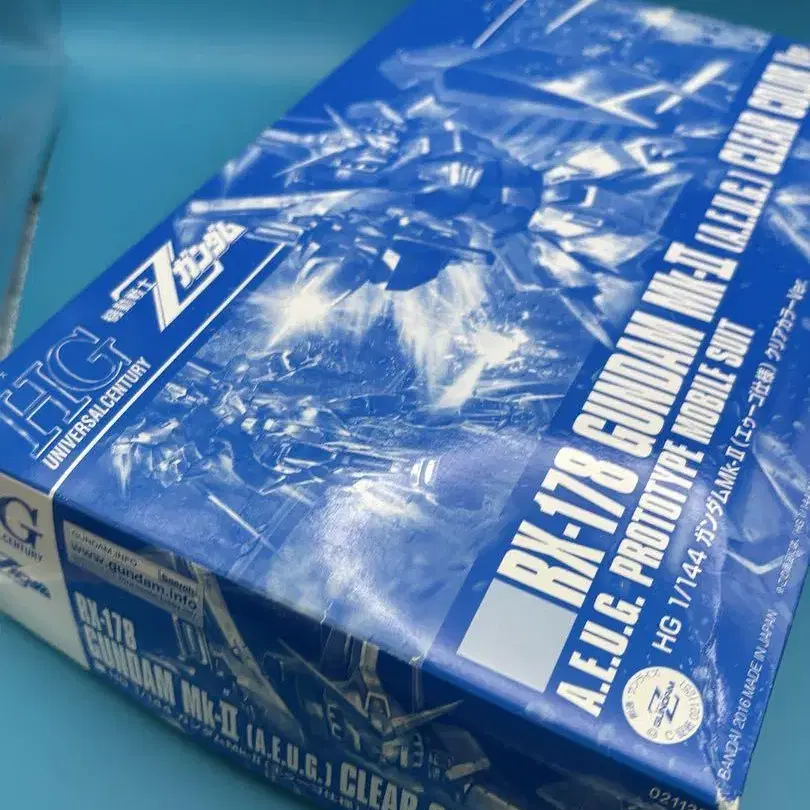 HG
UNIVERSAL CENTURY
機動戦士
Zガンダム
RX-178 GUNDAM Mk-II (A.E.U.G.) CLEAR COLOR Ver.
A.E.U.G. PROTOTYPE MOBILE SUIT
HG 1/144 ガンダムMk-II(エゥーゴ仕様) クリアカラーVer.
BANDAI 2016 MADE IN JAPAN
GUNDAM
G
CENTURY
GUNDAM.INFO
www.gundam.info
RX-178
GUNDAM Mk-II (A.E.U.G.) CLEAR